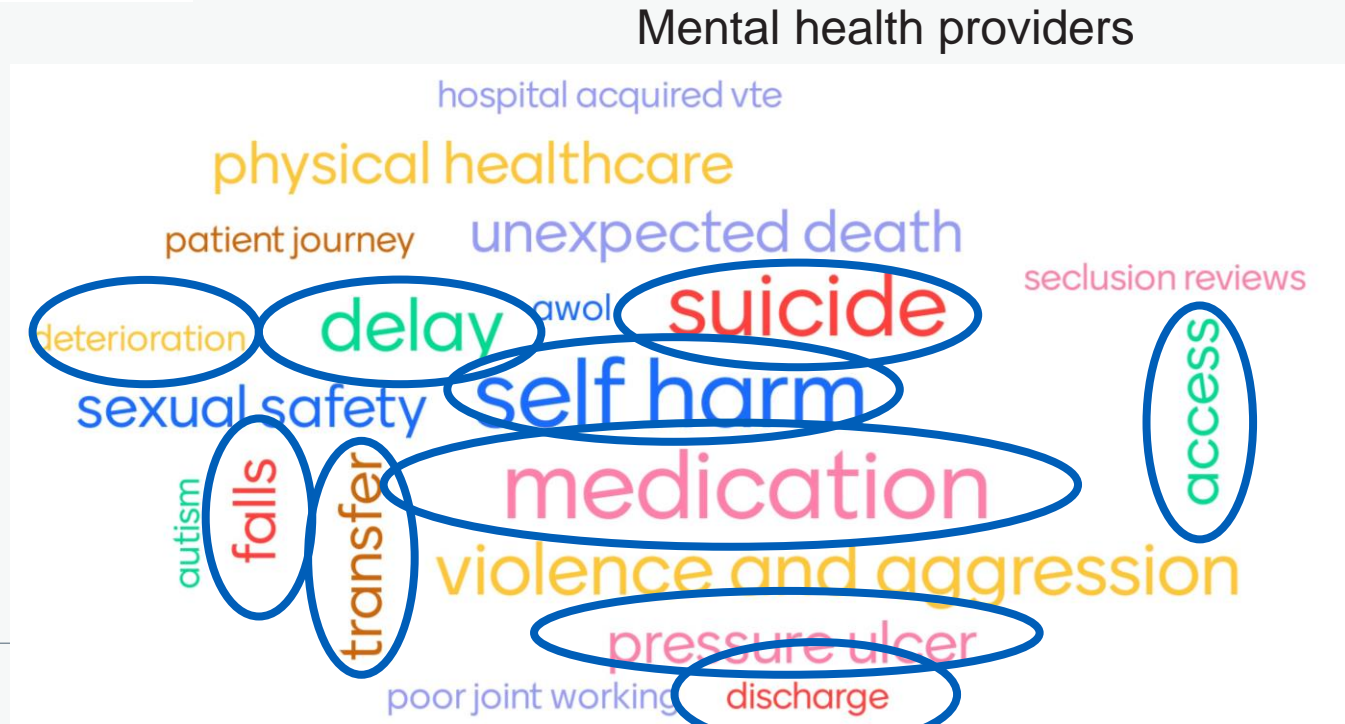 Mental health providers
hospital acquired vte
physical healthcare
patient journey
unexpected death
seclusion reviews
deterioration
delay
awol
suicide
access
sexual safety
self harm
autism
falls
transfer
medication
violence and aggression
pressure ulcer
poor joint working
discharge